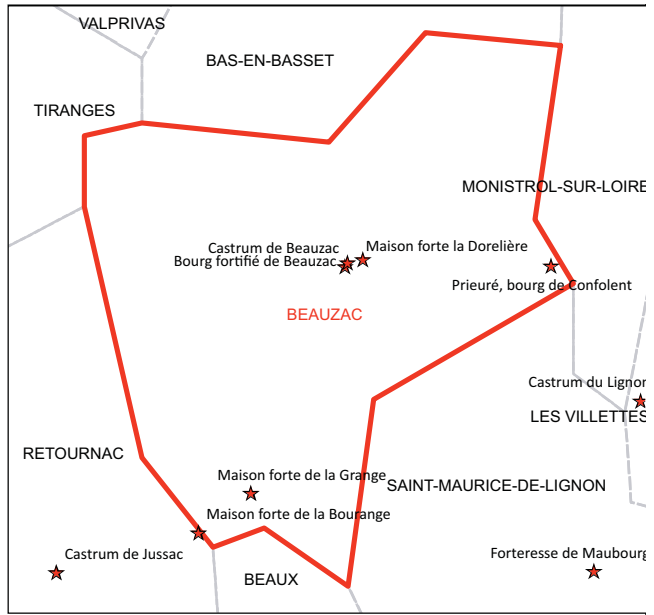 VALPRIVAS
BAS-EN-BASSET
TIRANGES
MONISTROL-SUR-LOIRE
Castrum de Beauzac
Maison forte la Dorelière
Bourg fortifié de Beauzac
Prieuré, bourg de Confolent
BEAUZAC
Castrum du Lignon
LES VILLETTES
RETOURNAC
Maison forte de la Grange
SAINT-MAURICE-DE-LIGNON
Maison forte de la Bourange
Castrum de Jussac
Forteresse de Maubourg
BEAUX